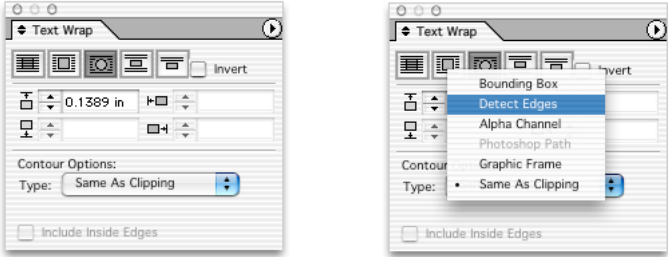 Text Wrap
Invert
0.1389 in
Contour Options:
Type: Same As Clipping
Include Inside Edges
Text Wrap
Invert
Bounding Box
Detect Edges
Alpha Channel
Photoshop Path
Graphic Frame
• Same As Clipping
Contour
Type:
Include Inside Edges